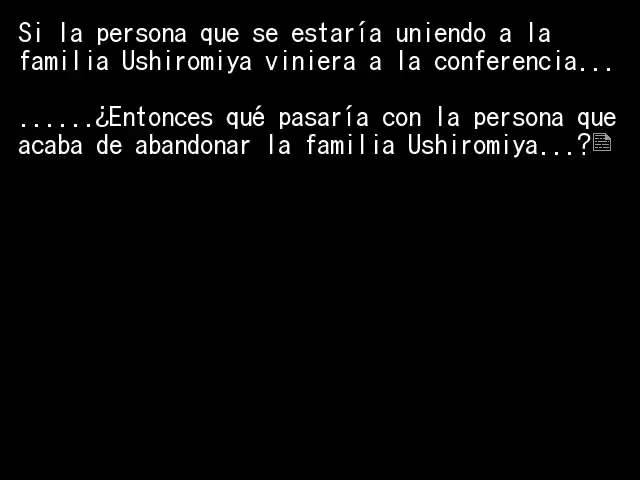 Si la persona que se estaría uniendo a la
familia Ushiromiya viniera a la conferencia...
......¿Entonces qué pasaría con la persona que
acaba de abandonar la familia Ushiromiya...?